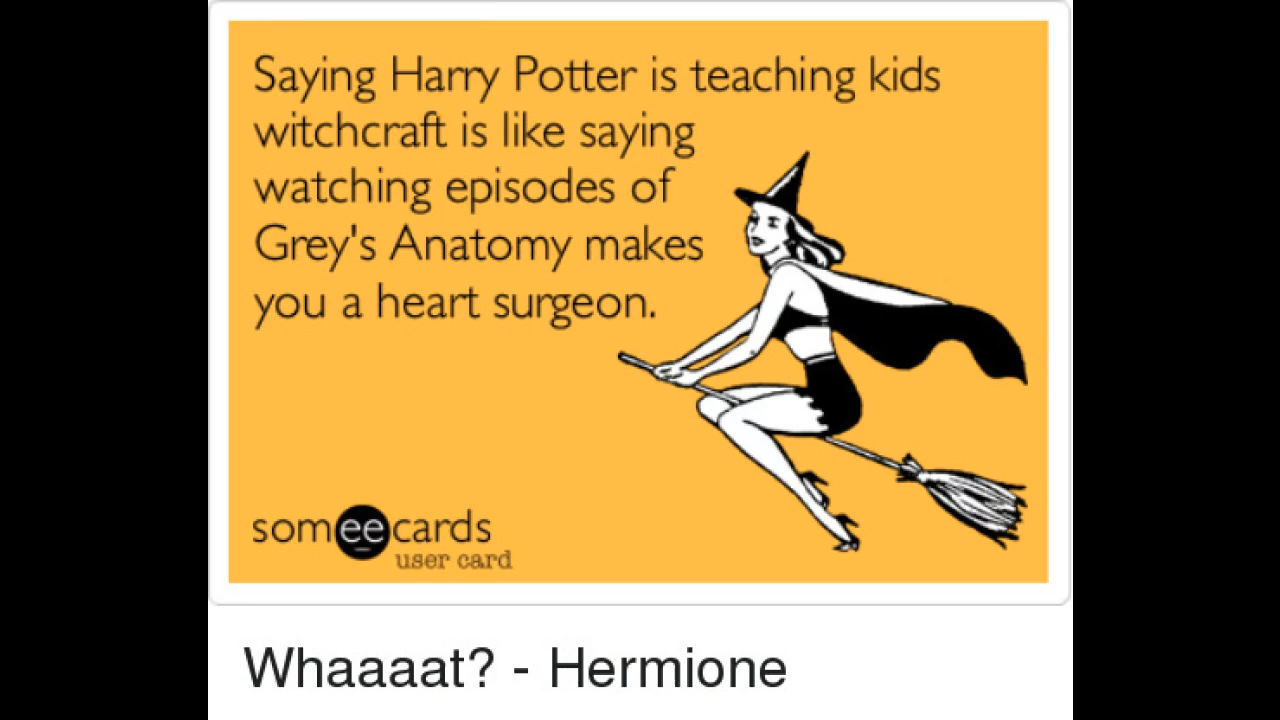 Saying Harry Potter is teaching kids
witchcraft is like saying
watching episodes of
Grey's Anatomy makes
you a heart surgeon.
someecards
user card
Whaaaat? - Hermione